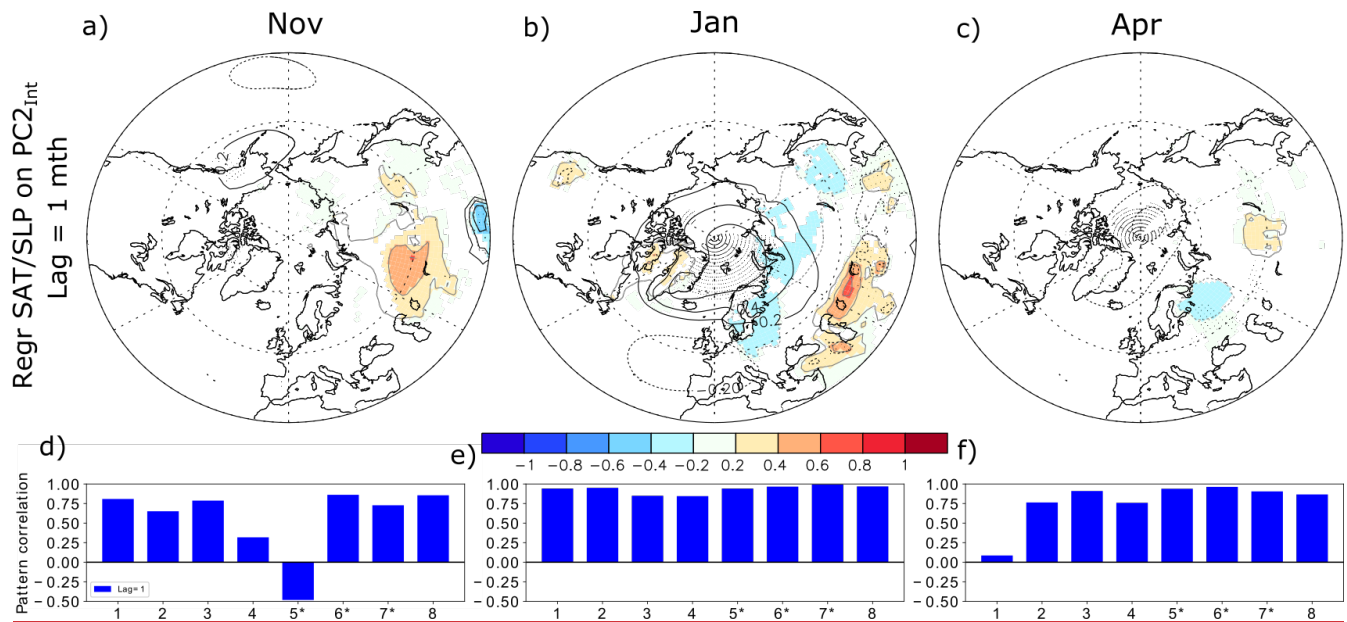 a) Nov
b) Jan
c) Apr
Regr SAT/SLP on PC2Int
Lag = 1 mth
−0.20
0.2
−1 −0.8 −0.6 −0.4 −0.2 0.2 0.4 0.6 0.8 1
d)
e)
f)
Pattern correlation
1.00
0.75
0.50
0.25
0.00
−0.25
−0.50
Lag= 1
1 2 3 4 5* 6* 7* 8
1.00
0.75
0.50
0.25
0.00
−0.25
−0.50
1 2 3 4 5* 6* 7* 8
1.00
0.75
0.50
0.25
0.00
−0.25
−0.50
1 2 3 4 5* 6* 7* 8